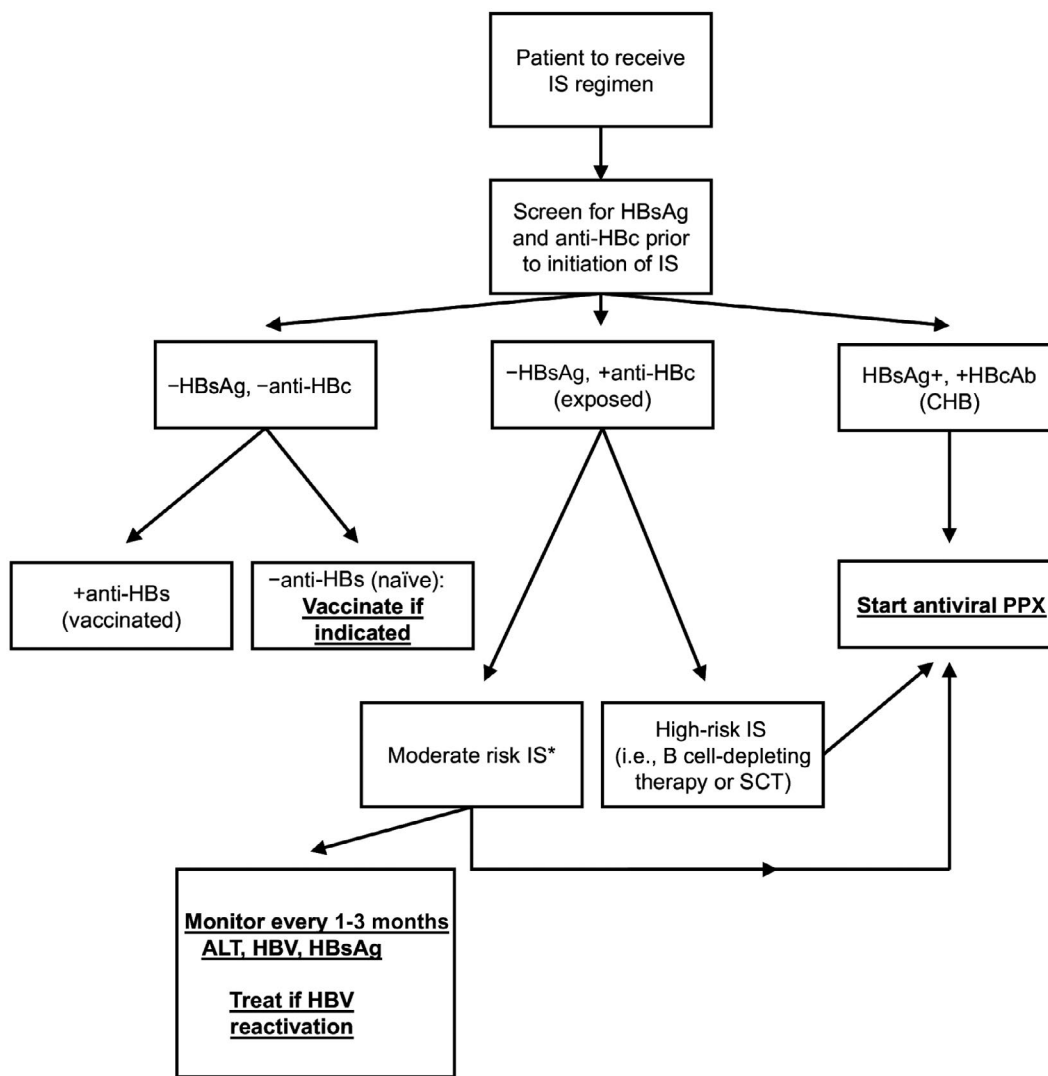 Patient to receive
IS regimen
Screen for HBsAg
and anti-HBc prior
to initiation of IS
−HBsAg, −anti-HBc
−HBsAg, +anti-HBc
(exposed)
HBsAg+, +HBcAb
(CHB)
+anti-HBs
(vaccinated)
−anti-HBs (naïve):
Vaccinate if
indicated
Start antiviral PPX
Moderate risk IS*
High-risk IS
(i.e., B cell-depleting
therapy or SCT)
Monitor every 1-3 months
ALT, HBV, HBsAg
Treat if HBV
reactivation